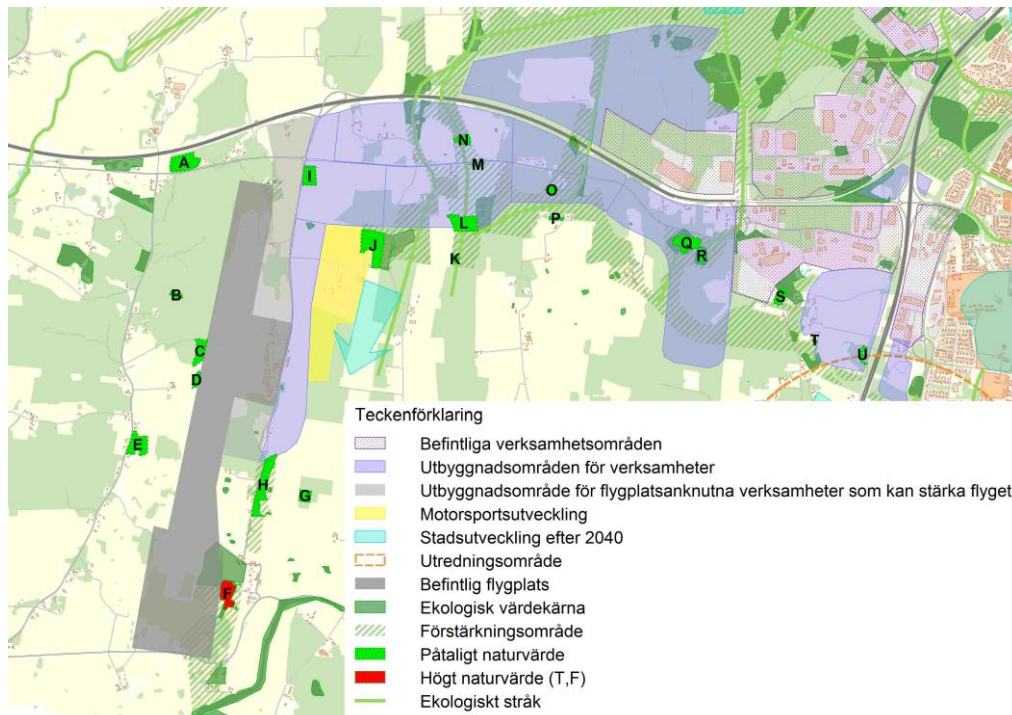 A
I
N
M
O
P
L
K
J
Q
R
S
T
U
B
C
D
E
H
G
F
Teckenförklaring
Befintliga verksamhetsområden
Utbyggnadsområden för verksamheter
Utbyggnadsområde för flygplatsanknutna verksamheter som kan stärka flyget
Motorsportsutveckling
Stadsutveckling efter 2040
Utredningsområde
Befintlig flygplats
Ekologisk värdekärna
Förstärkningsområde
Påtaligt naturvärde
Högt naturvärde (T,F)
Ekologiskt stråk